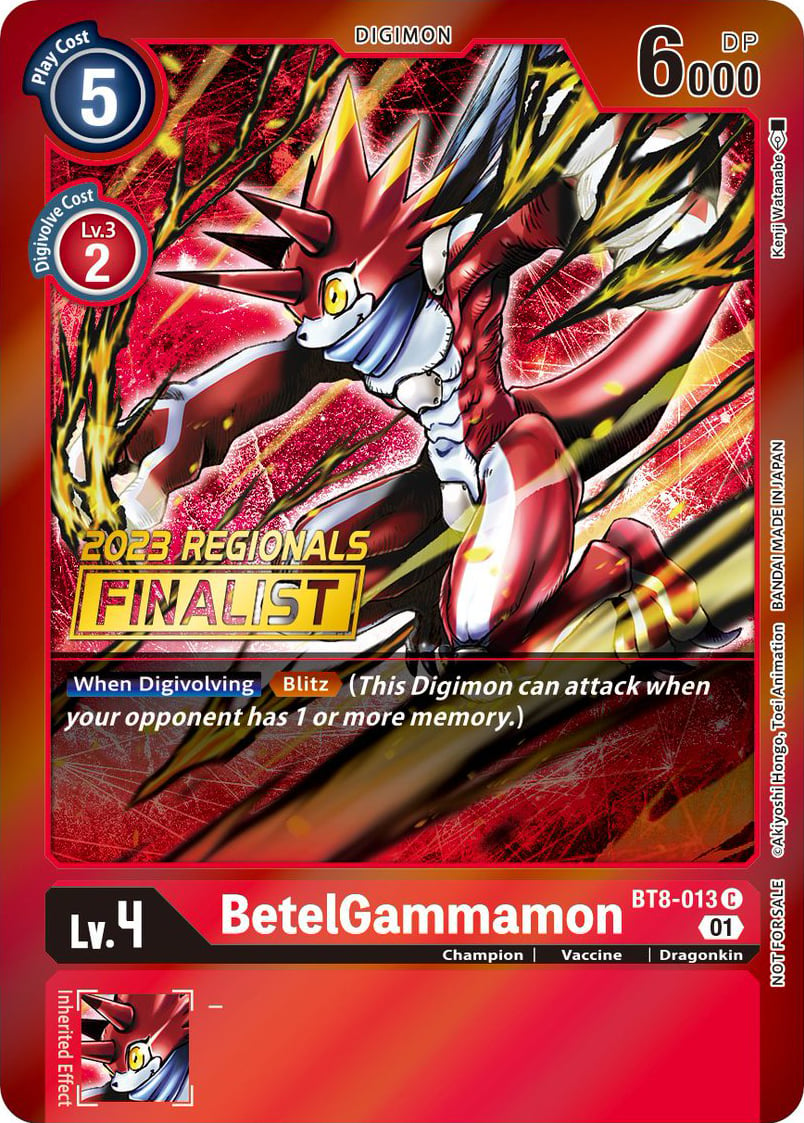 DIGIMON
Play Cost
5
6000
DP
Digivolve Cost
Lv.3
2
Kenji Watanabe
2023 REGIONALS
FINALIST
When Digivolving Blitz (This Digimon can attack when
your opponent has 1 or more memory.)
©Akiyoshi Hongo, Toei Animation BANDAI MADE IN JAPAN
NOT FOR SALE
Lv.4
BetelGammamon
BT8-013 C
01
Champion | Vaccine | Dragonkin
Inherited Effect
–